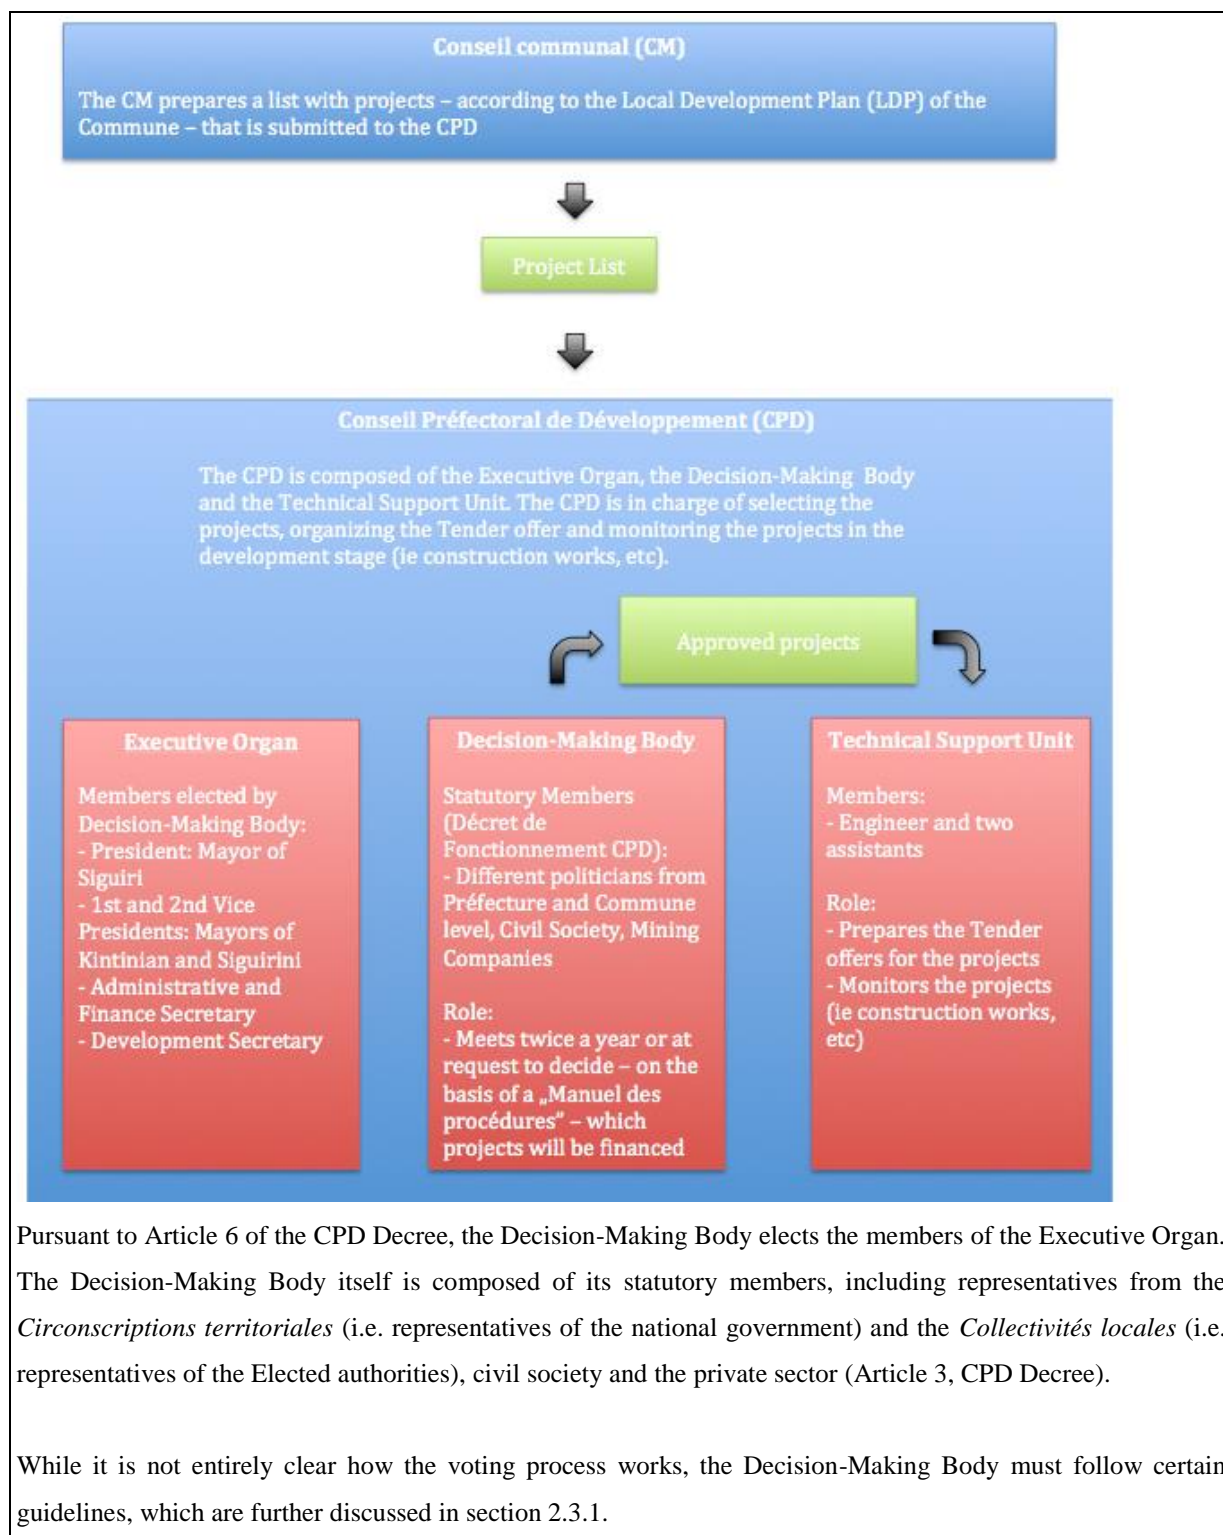 Conseil communal (CM)
The CM prepares a list with projects – according to the Local Development Plan (LDP) of the
Commune – that is submitted to the CPD
Project List
Conseil Préfectoral de Développement (CPD)
The CPD is composed of the Executive Organ, the Decision-Making Body
and the Technical Support Unit. The CPD is in charge of selecting the
projects, organizing the Tender offer and monitoring the projects in the
development stage (ie construction works, etc).
Approved projects
Executive Organ
Members elected by
Decision-Making Body:
- President: Mayor of
Siguiri
- 1st and 2nd Vice
Presidents: Mayors of
Kintinian and Siguirini
- Administrative and
Finance Secretary
- Development Secretary
Decision-Making Body
Statutory Members
(Décret de
Fonctionnement CPD):
- Different politicians from
Préfecture and Commune
level, Civil Society, Mining
Companies
Role:
- Meets twice a year or at
request to decide – on the
basis of a „Manuel des
procédures” – which
projects will be financed
Technical Support Unit
Members:
- Engineer and two
assistants
Role:
- Prepares the Tender
offers for the projects
- Monitors the projects
(ie construction works,
etc)
Pursuant to Article 6 of the CPD Decree, the Decision-Making Body elects the members of the Executive Organ.
The Decision-Making Body itself is composed of its statutory members, including representatives from the
Circonscriptions territoriales (i.e. representatives of the national government) and the Collectivités locales (i.e.
representatives of the Elected authorities), civil society and the private sector (Article 3, CPD Decree).
While it is not entirely clear how the voting process works, the Decision-Making Body must follow certain
guidelines, which are further discussed in section 2.3.1.